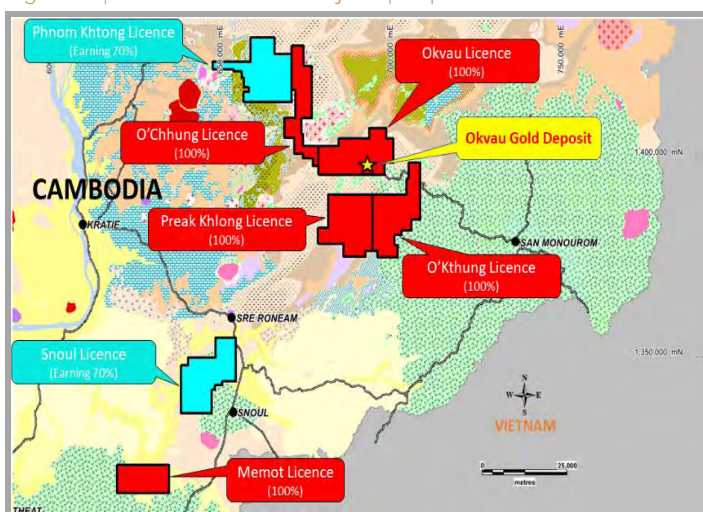 Phnom Khtong Licence
(Earning 70%)
700,000 mE
750,000 mE
Okvau Licence
(100%)
O'Chhung Licence
(100%)
Okvau Gold Deposit
1,400,000 mN
CAMBODIA
KRATIE
Preak Khlong Licence
(100%)
SAN MONOUROM
O'Kthung Licence
(100%)
SRE RONEAM
Snoul Licence
(Earning 70%)
1,350,000 mN
SNOUL
N
W
E
S
VIETNAM
Memot Licence
(100%)
0
25,000
metres
THEAT